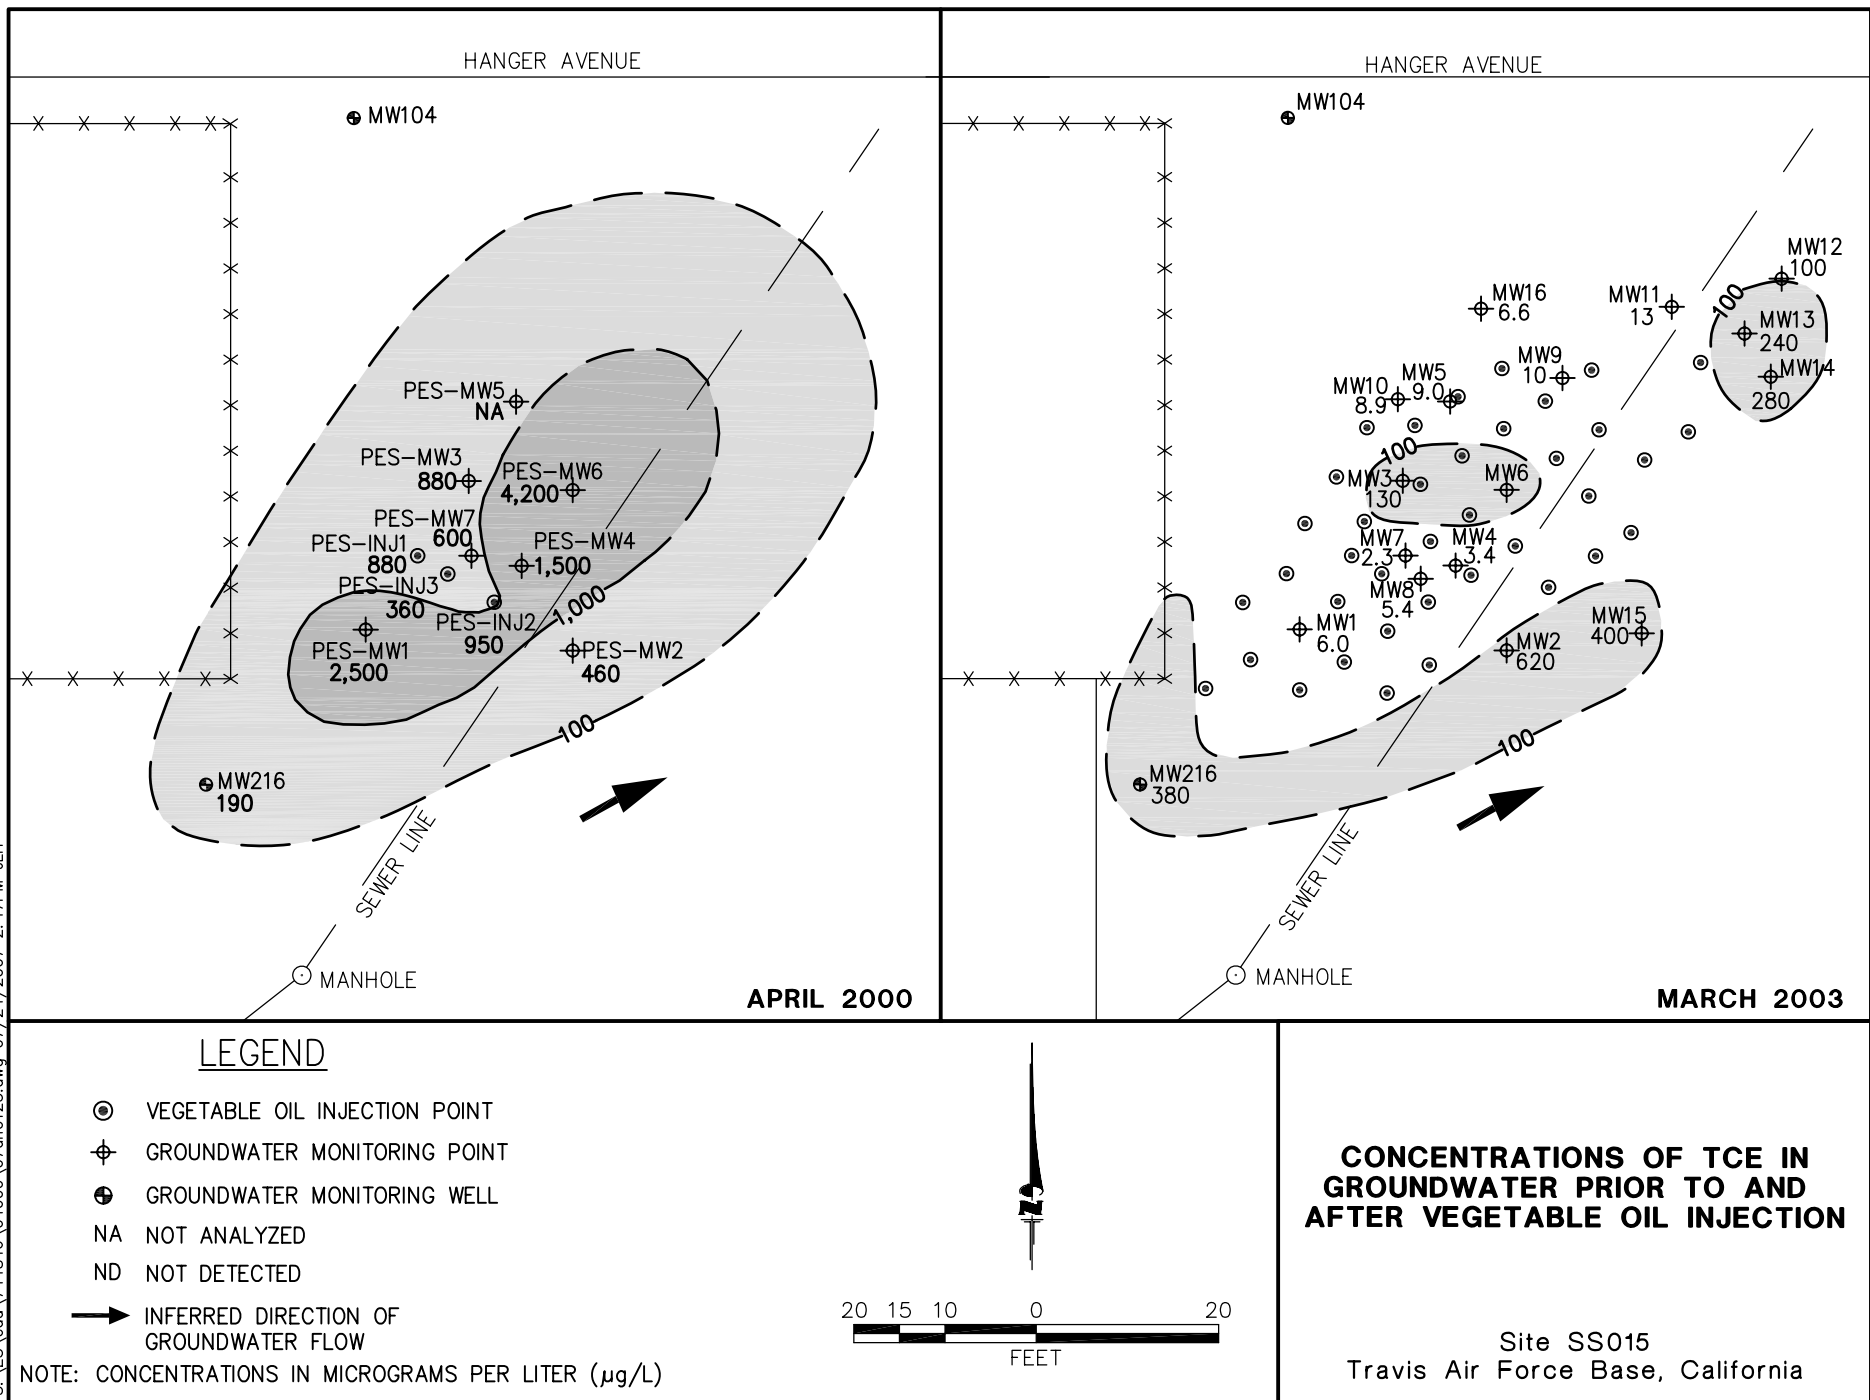 HANGER AVENUE
MW104
PES-MW5
NA
PES-MW3
880
PES-MW6
4,200
PES-MW7
600
PES-INJ1
880
PES-MW4
1,500
PES-INJ3
360
1,000
PES-INJ2
950
PES-MW1
2,500
PES-MW2
460
100
MW216
190
SEWER LINE
MANHOLE
APRIL 2000
HANGER AVENUE
MW104
MW12
100
MW16
6.6
MW11
13
100
MW13
240
MW14
280
MW9
10
MW10
8.9
MW5
9.0
100
MW3
130
MW6
MW7
2.3
MW4
3.4
MW8
5.4
MW1
6.0
MW15
400
MW2
620
100
MW216
380
SEWER LINE
MANHOLE
MARCH 2003
LEGEND
VEGETABLE OIL INJECTION POINT
GROUNDWATER MONITORING POINT
GROUNDWATER MONITORING WELL
NA NOT ANALYZED
ND NOT DETECTED
INFERRED DIRECTION OF
GROUNDWATER FLOW
NOTE: CONCENTRATIONS IN MICROGRAMS PER LITER (µg/L)
N
20 15 10 0 20
FEET
CONCENTRATIONS OF TCE IN
GROUNDWATER PRIOR TO AND
AFTER VEGETABLE OIL INJECTION
Site SS015
Travis Air Force Base, California